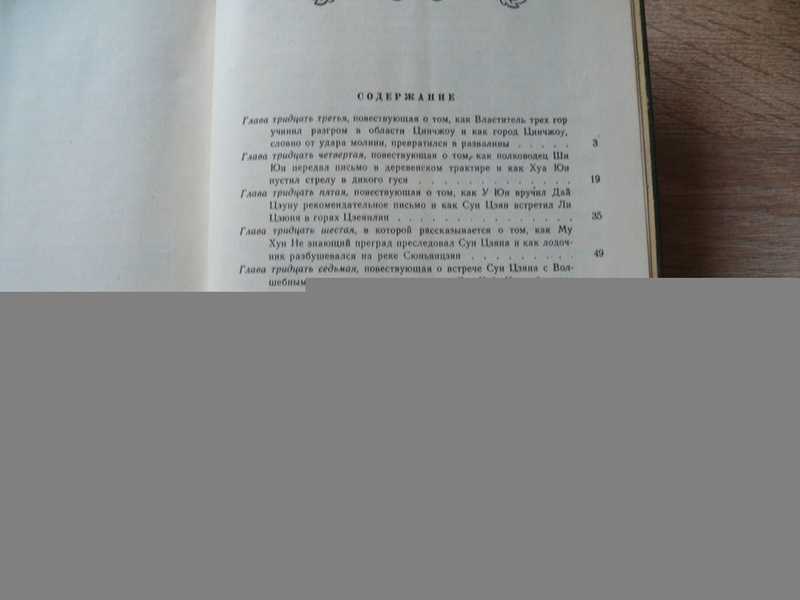 СОДЕРЖАНИЕ
Глава тридцать третья, повествующая о том, как Властитель трех гор
учинил разгром в области Цинчжоу и как город Цинчжоу,
словно от удара молнии, превратился в развалины . . . . . 3
Глава тридцать четвертая, повествующая о том, как полководец Ши
Юн передал письмо в деревенском трактире и как Хуа Юн
пустил стрелу в дикого гуся . . . . . . . . . . . . 19
Глава тридцать пятая, повествующая о том, как У Юн вручил Дай
Цзуну рекомендательное письмо и как Сун Цзян встретил Ли
Цзюня в горах Цзеянлин . . . . . . . . . . . . . . 35
Глава тридцать шестая, в которой рассказывается о том, как Му
Хун Не знающий преград преследовал Сун Цзяна и как лодоч-
ник разбушевался на реке Сюньянцзян . . . . . . . . . 49
Глава тридцать седьмая, повествующая о встрече Сун Цзяна с Вол-
шебным